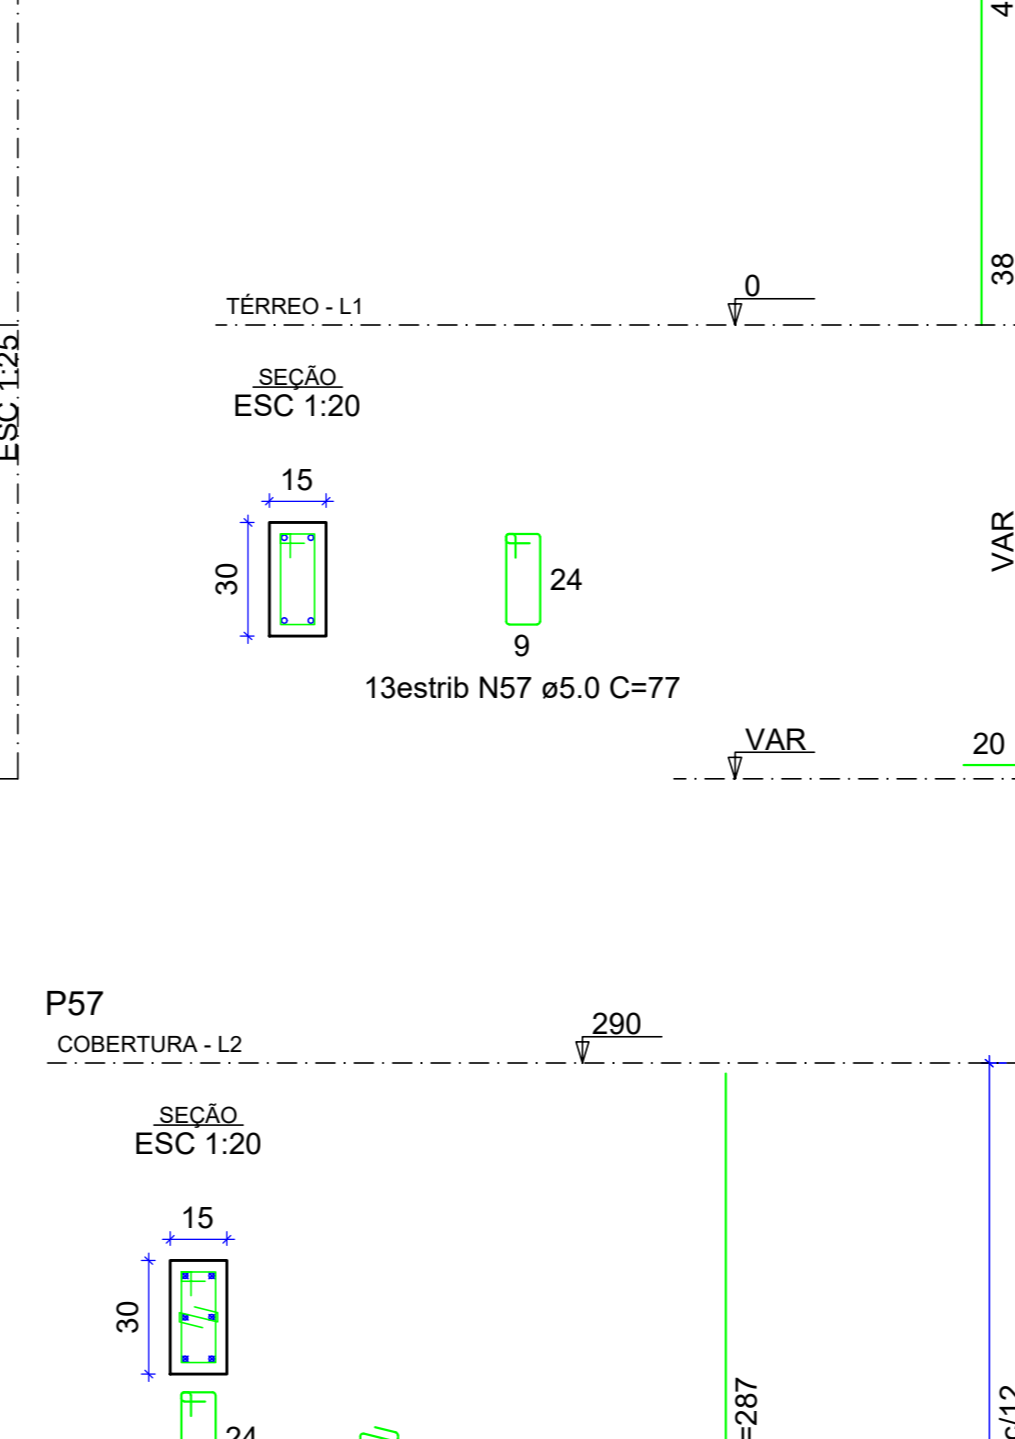 4
38
TÉRREO - L1
0
ESC 1:25
SEÇÃO
ESC 1:20
15
30
VAR
24
9
13estrib N57 ø5.0 C=77
VAR
20
P57
COBERTURA - L2
290
SEÇÃO
ESC 1:20
15
30
24
=287
c/12